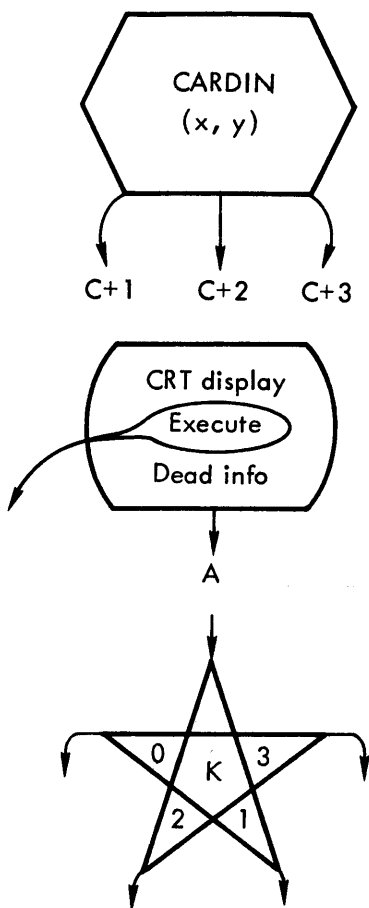 CARDIN
(x, y)
C+1 C+2 C+3
CRT display
Execute
Dead info
A
0 K 3
2 1